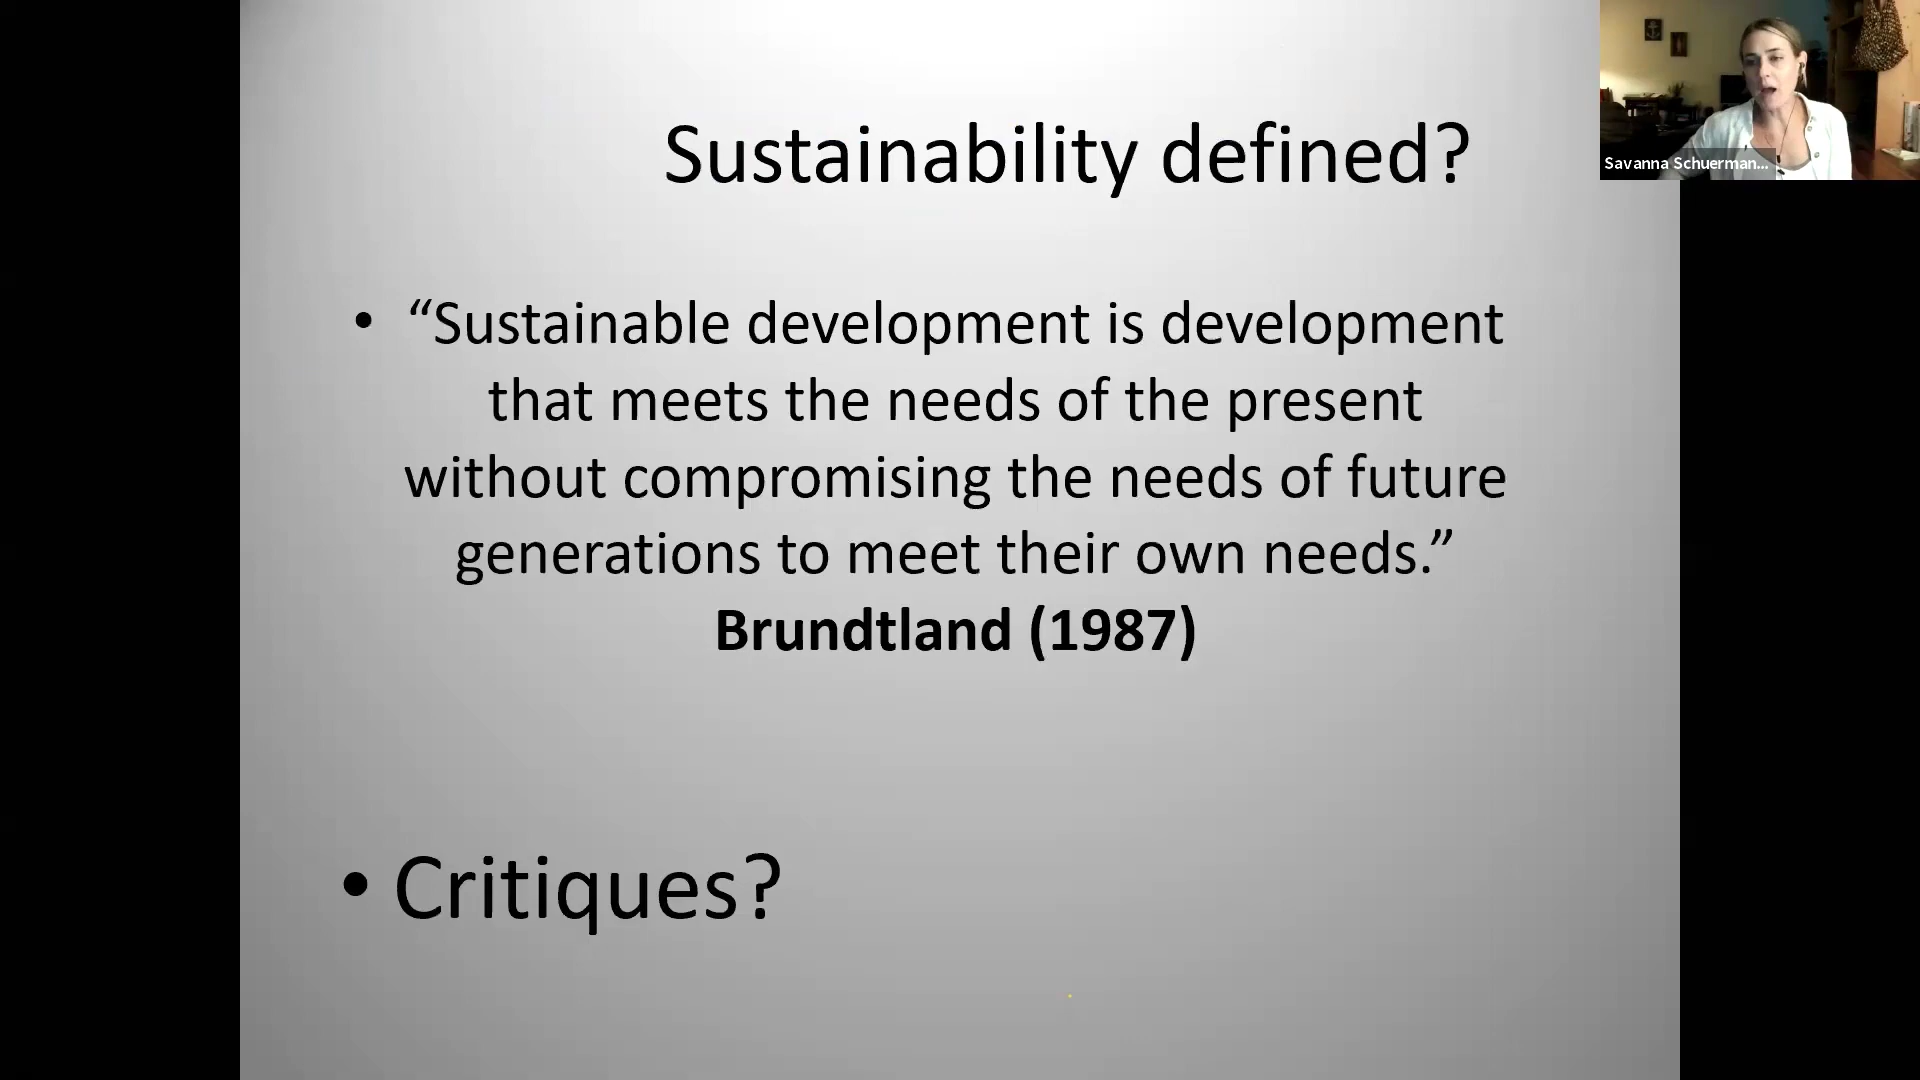 Sustainability defined?
Savanna Schuerman...
• “Sustainable development is development
that meets the needs of the present
without compromising the needs of future
generations to meet their own needs.”
Brundtland (1987)
• Critiques?